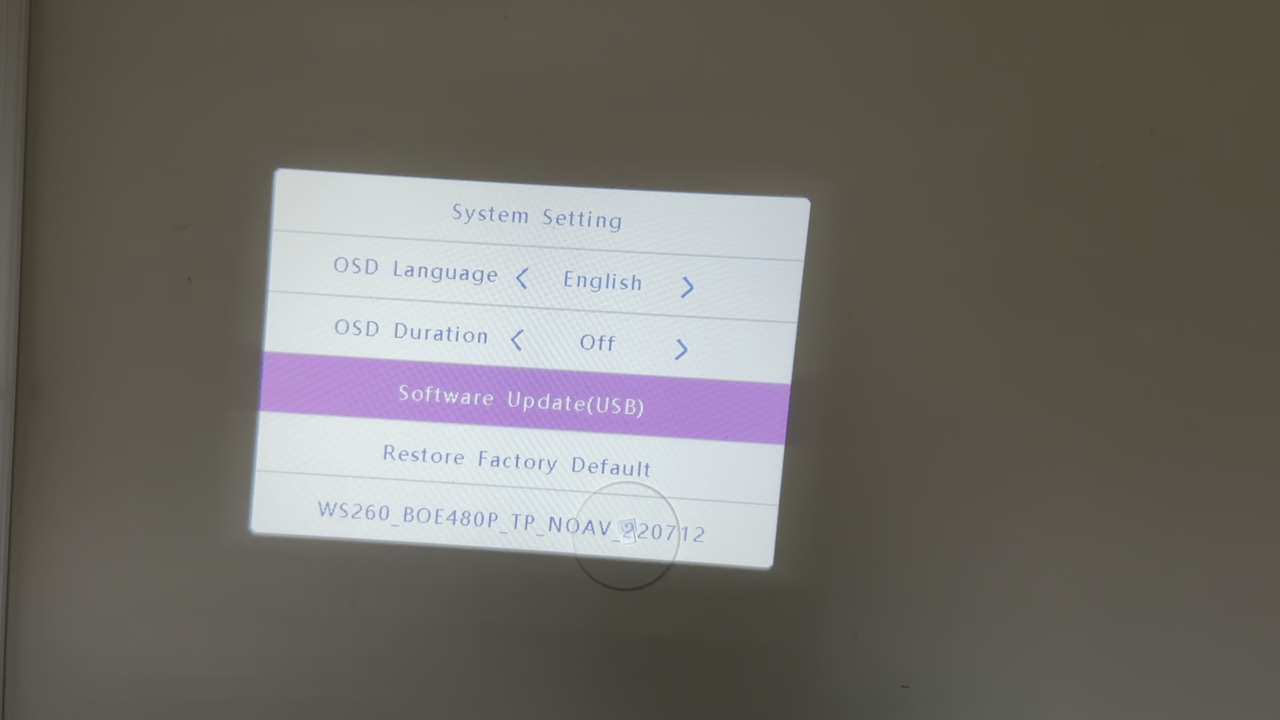 System Setting
OSD Language < English >
OSD Duration < Off >
Software Update(USB)
Restore Factory Default
WS260_BOE480P_TP_NOAV_220712